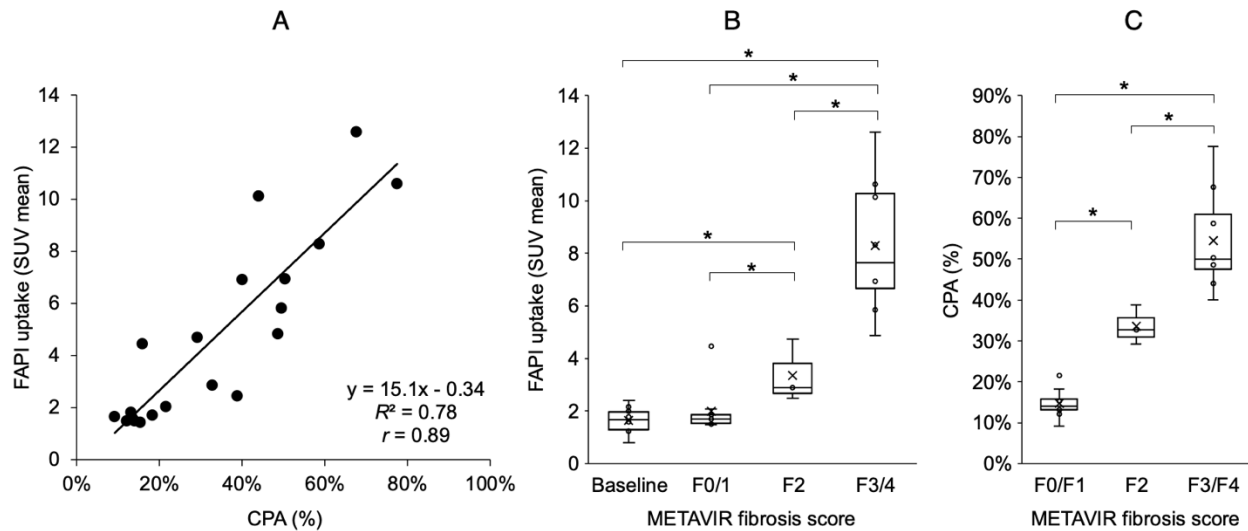 A
FAPI uptake (SUV mean)
14
12
10
8
6
4
2
0
0%
20%
40%
60%
80%
100%
CPA (%)
y = 15.1x - 0.34
R² = 0.78
r = 0.89
B
FAPI uptake (SUV mean)
14
12
10
8
6
4
2
0
*
*
*
*
*
Baseline
F0/1
F2
F3/4
METAVIR fibrosis score
C
CPA (%)
90%
80%
70%
60%
50%
40%
30%
20%
10%
0%
*
*
*
F0/F1
F2
F3/F4
METAVIR fibrosis score